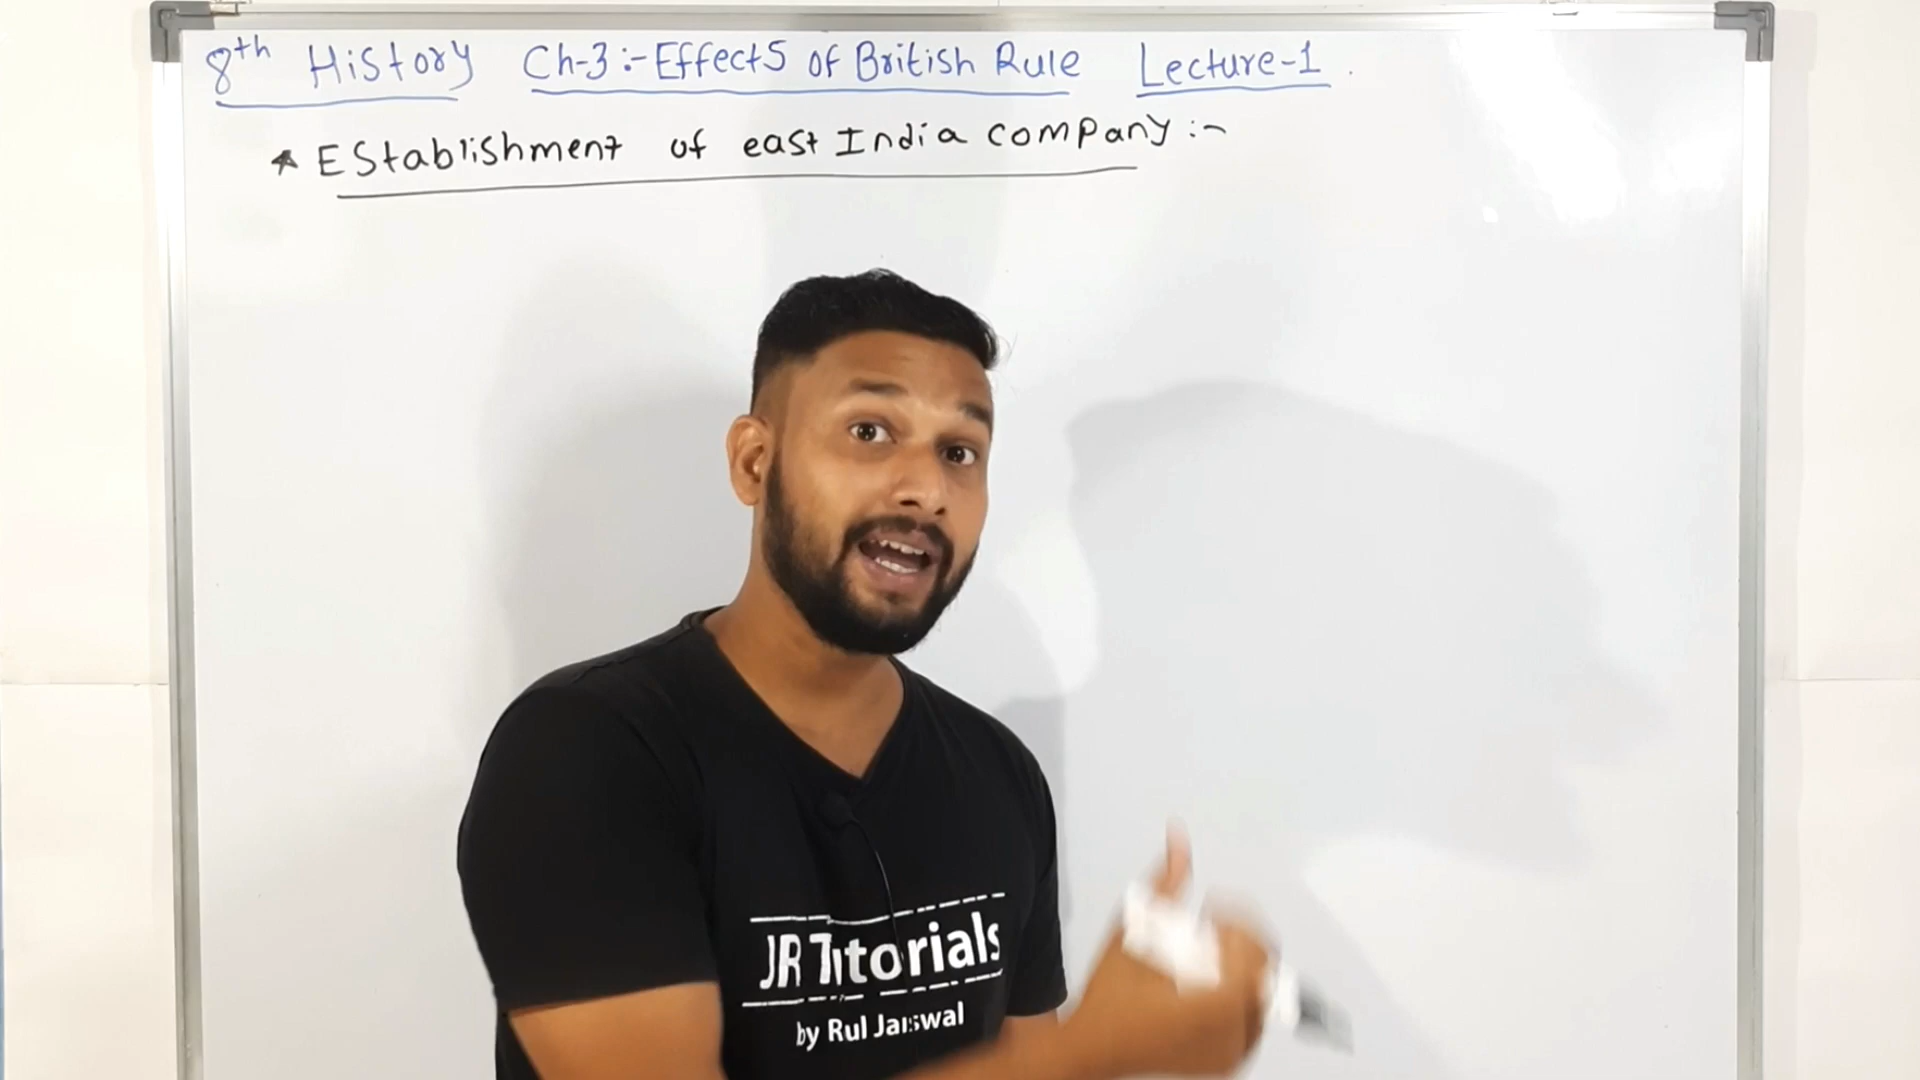 8th History Ch-3:-Effects of British Rule Lecture-1.
* Establishment of east India company:-
JR Tutorials
by Rul Jaiswal